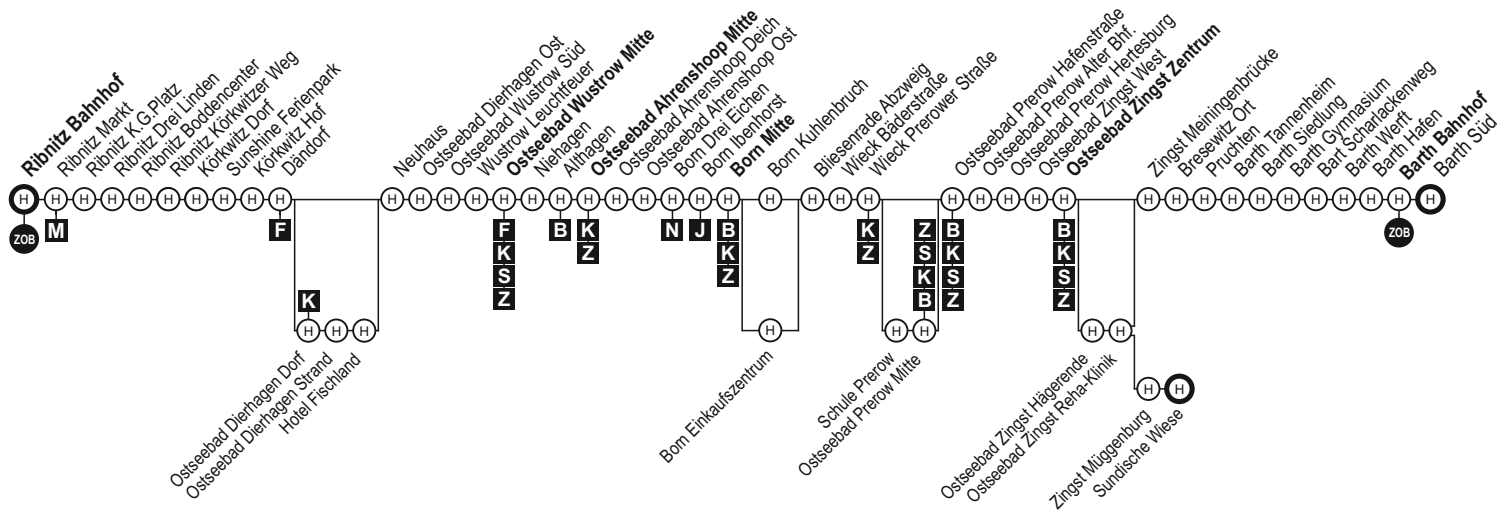 Ribnitz Bahnhof
Ribnitz Markt
Ribnitz K.G.Platz
Ribnitz Drei Linden
Ribnitz Bodencenter
Ribnitz Körkwitzer Weg
Körkwitz Dorf
Sunshine Ferienpark
Körkwitz Hof
Dändorf
Neuhaus
Ostseebad Dierhagen Ost
Ostseebad Wustrow Süd
Wustrow Leuchtfeuer
Ostseebad Wustrow Mitte
Niehagen
Althagen
Ostseebad Ahrenshoop Mitte
Ostseebad Ahrenshoop Deich
Ostseebad Ahrenshoop Ost
Born Drei Eichen
Born Ibenhorst
Born Mitte
Born Kuhlenbruch
Bliesenrade Abzweig
Wieck Bäderstraße
Wieck Prerower Straße
Ostseebad Prerow Hafenstraße
Ostseebad Prerow Alter Bhf.
Ostseebad Prerow Hertesburg
Ostseebad Zingst West
Ostseebad Zingst Zentrum
Zingst Meiningenbrücke
Bresewitz Ort
Pruchten
Barth Tannenheim
Barth Siedlung
Barth Gymnasium
Bart Scharlackenweg
Barth Werft
Barth Hafen
Barth Bahnhof
Barth Süd
H H H H H H H H H H H H H H H H H H H H H H H H H H H H H H H H H H H H H H H H H H H
ZOB M F F B K N J B K Z B B ZOB
K Z K Z S K K
S Z K S S
K Z B Z Z
H H H H H H H H
Ostseebad Dierhagen Dorf
Ostseebad Dierhagen Strand
Hotel Fischland
Born Einkaufszentrum
Schule Prerow
Ostseebad Prerow Mitte
Ostseebad Zingst Hägerende
Ostseebad Zingst Reha-Klinik
H H
Zingst Müggenburg
Sundische Wiese